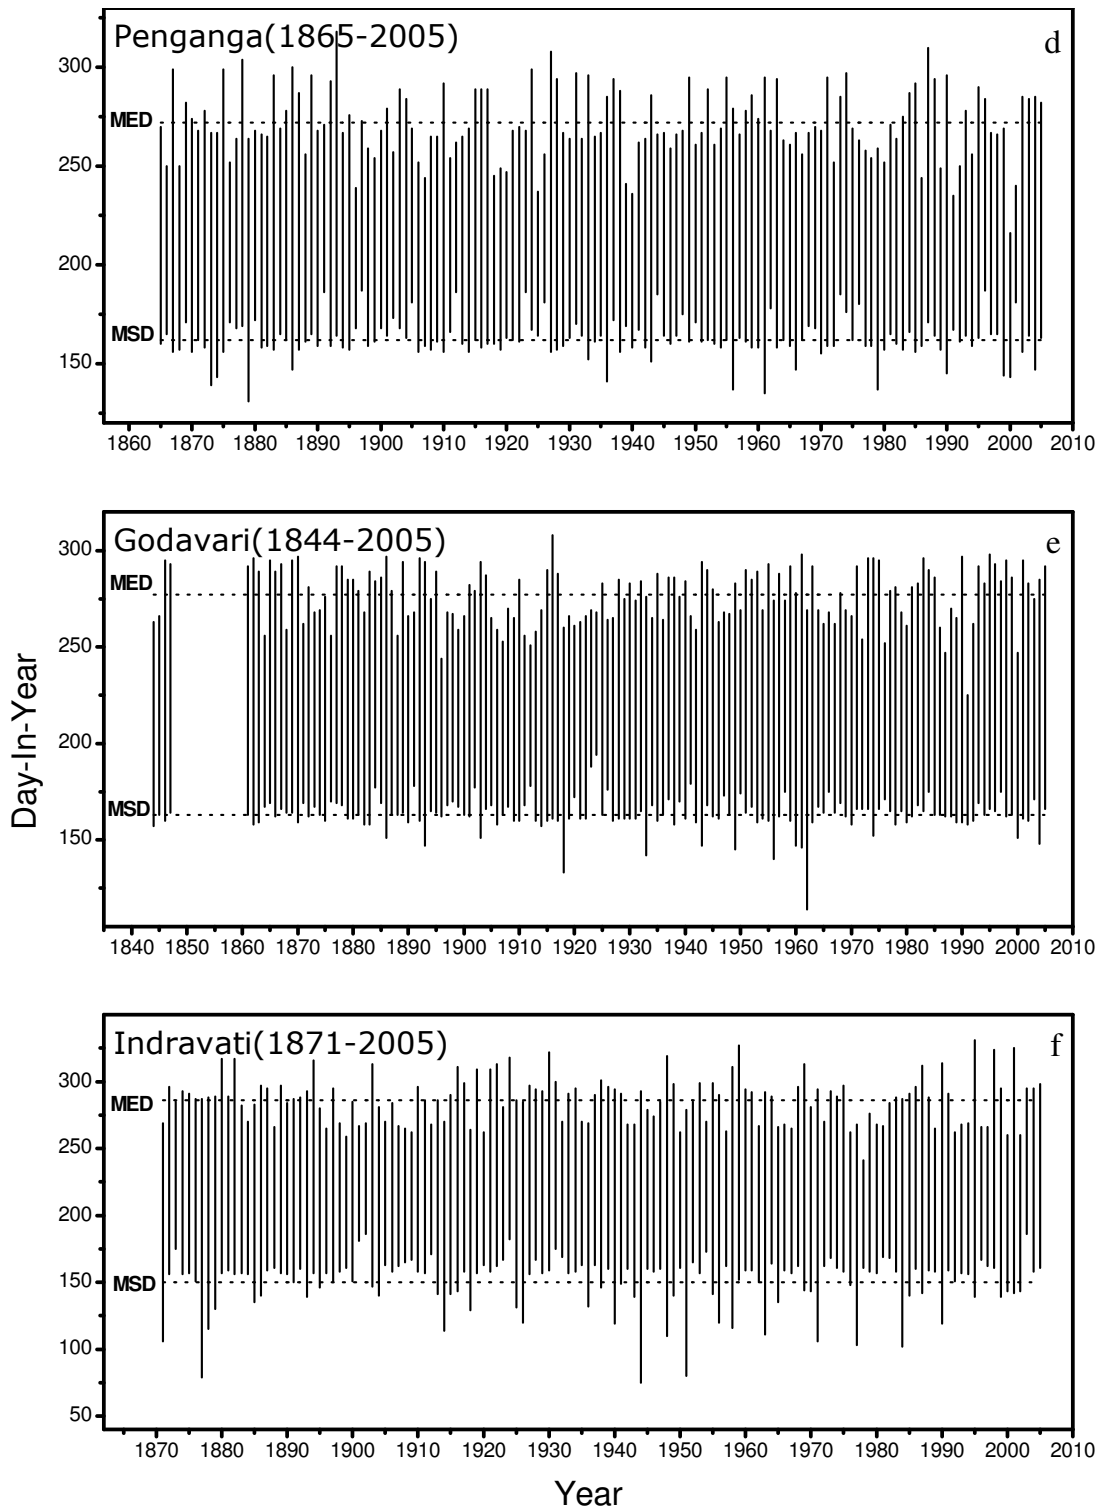 Penganga(1865-2005)
d
300
MED
250
200
MSD
150
1860 1870 1880 1890 1900 1910 1920 1930 1940 1950 1960 1970 1980 1990 2000 2010
Godavari(1844-2005)
e
300
MED
250
200
MSD
150
1840 1850 1860 1870 1880 1890 1900 1910 1920 1930 1940 1950 1960 1970 1980 1990 2000 2010
Day-In-Year
Indravati(1871-2005)
f
300
MED
250
200
MSD
150
100
50
1870 1880 1890 1900 1910 1920 1930 1940 1950 1960 1970 1980 1990 2000 2010
Year